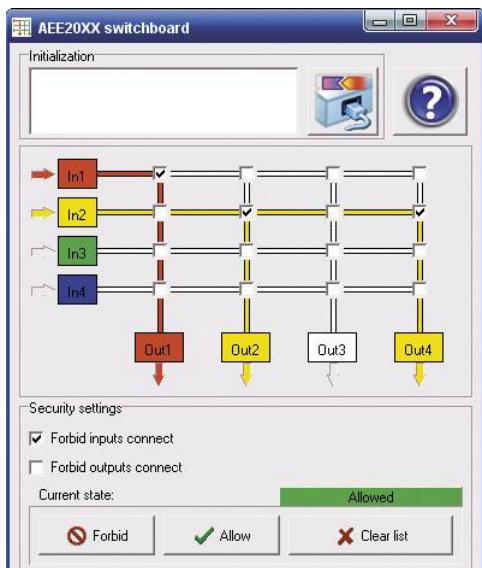 AEE20XX switchboard
Initialization
In1
In2
In3
In4
Out1 Out2 Out3 Out4
Security settings
Forbid inputs connect
Forbid outputs connect
Current state: Allowed
Forbid Allow Clear list